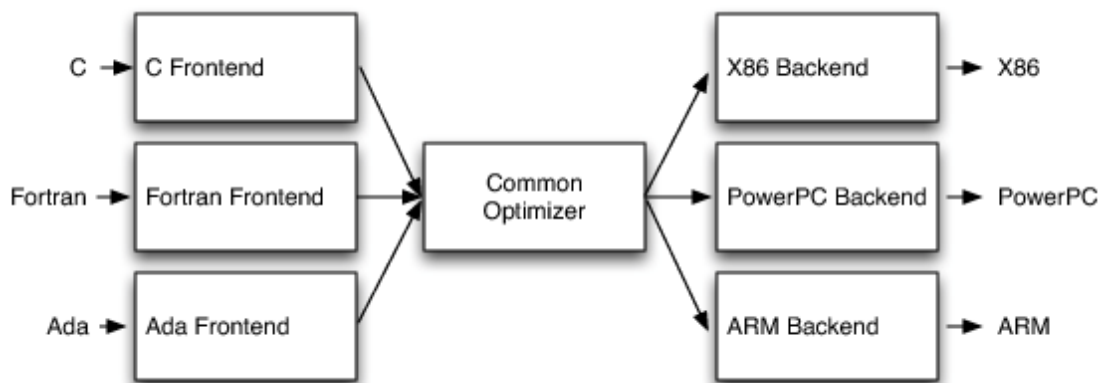 C
C Frontend
X86 Backend
X86
Fortran
Fortran Frontend
Common
Optimizer
PowerPC Backend
PowerPC
Ada
Ada Frontend
ARM Backend
ARM